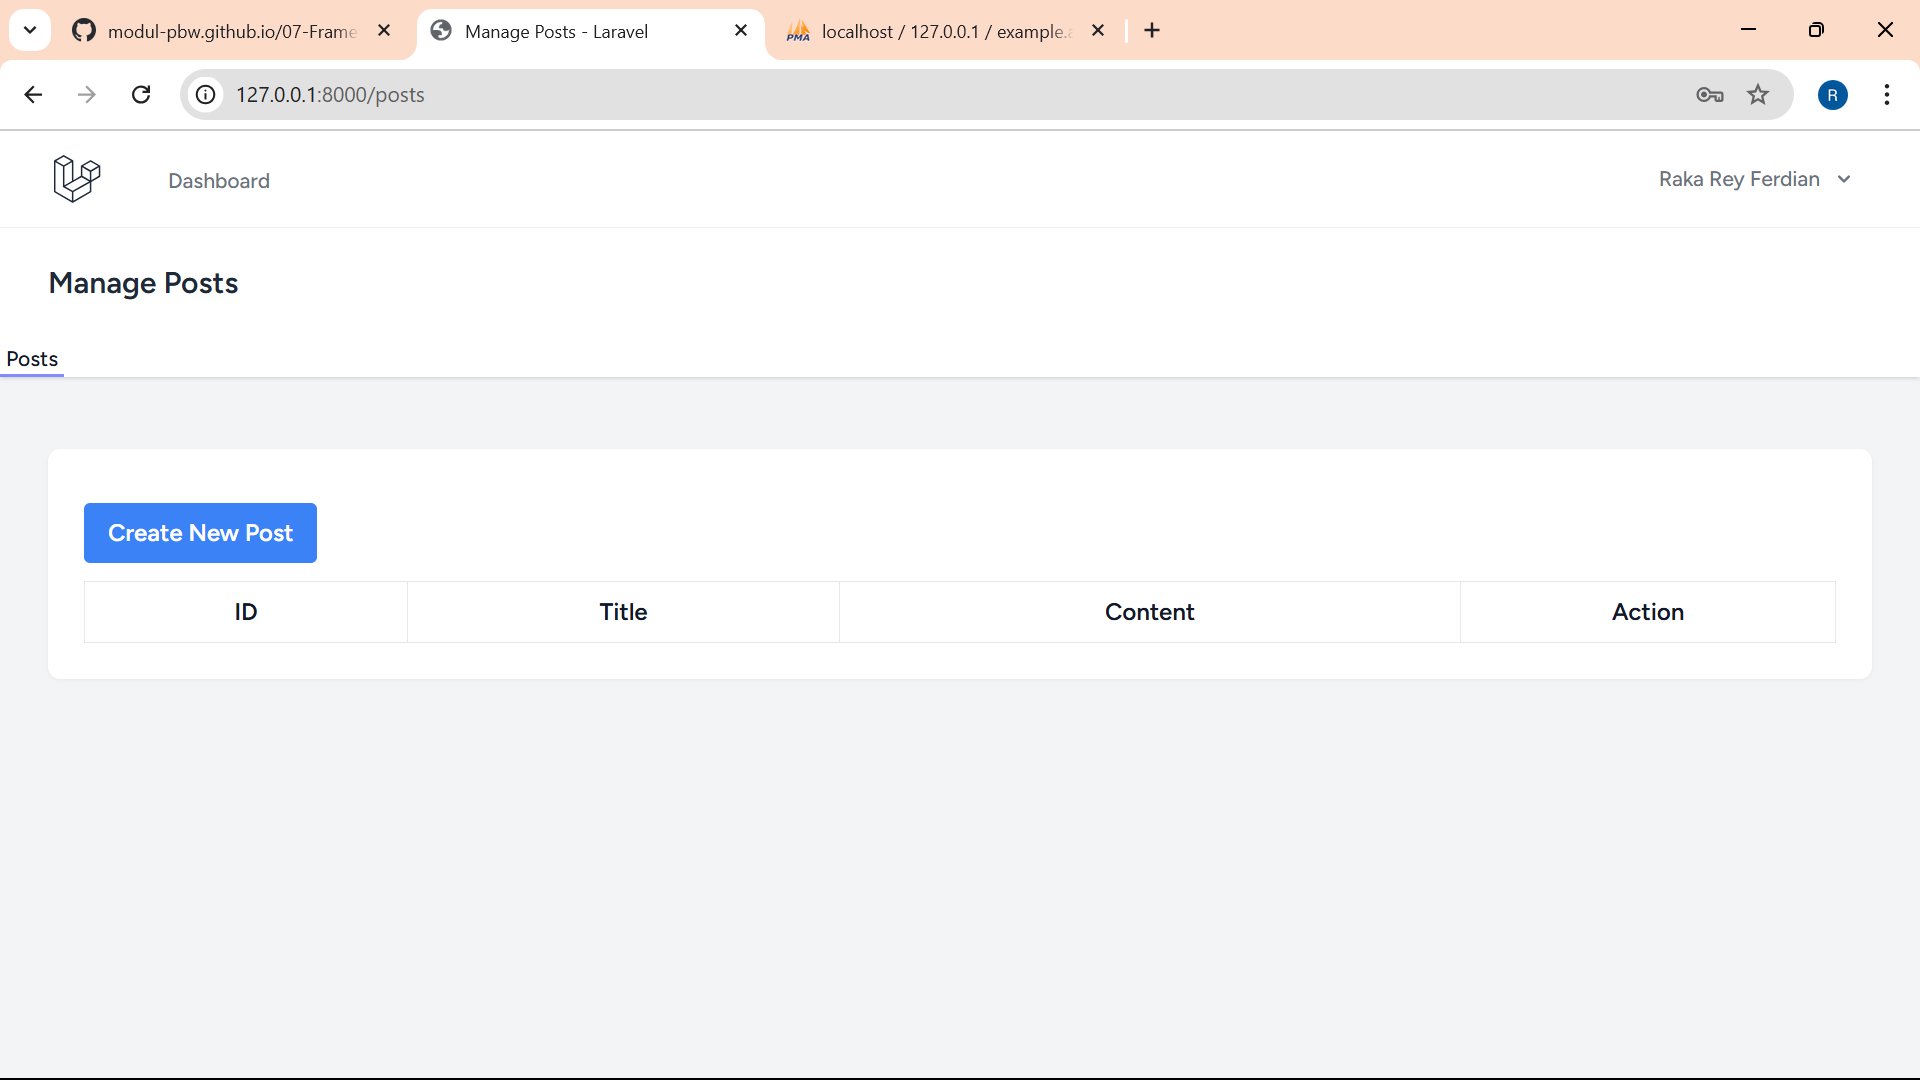 modul-pbw.github.io/07-Frame
Manage Posts - Laravel
PMA
localhost / 127.0.0.1 / example.a
127.0.0.1:8000/posts
R
Dashboard
Raka Rey Ferdian
Manage Posts
Posts
Create New Post
ID
Title
Content
Action